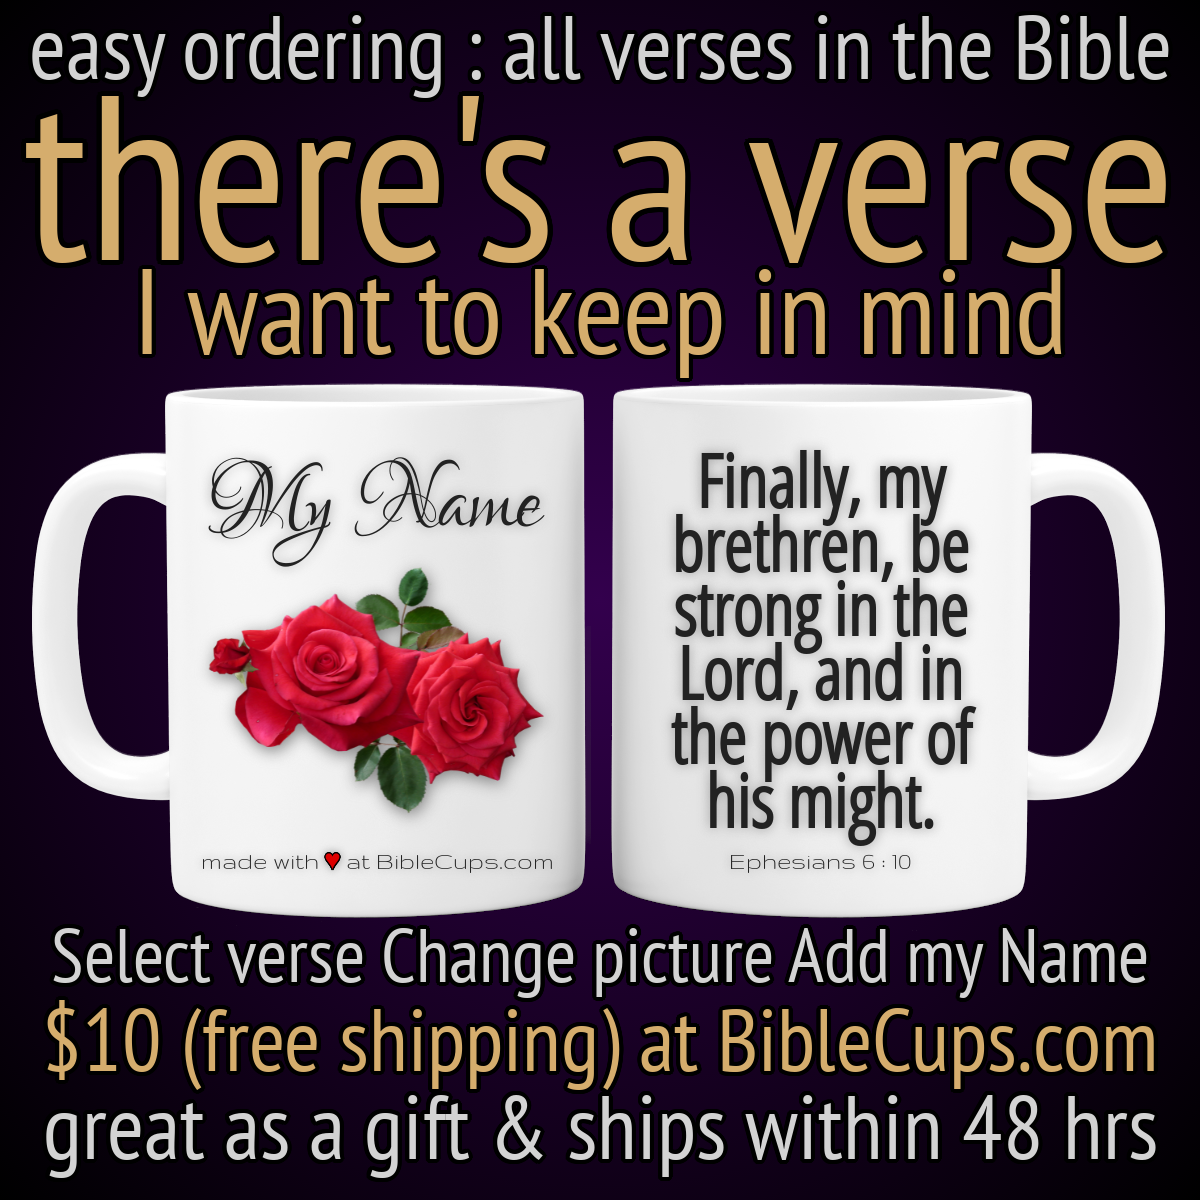 easy ordering : all verses in the Bible
there's a verse
I want to keep in mind
My Name
made with ♥ at BibleCups.com
Finally, my
brethren, be
strong in the
Lord, and in
the power of
his might.
Ephesians 6 : 10
Select verse Change picture Add my Name
$10 (free shipping) at BibleCups.com
great as a gift & ships within 48 hrs